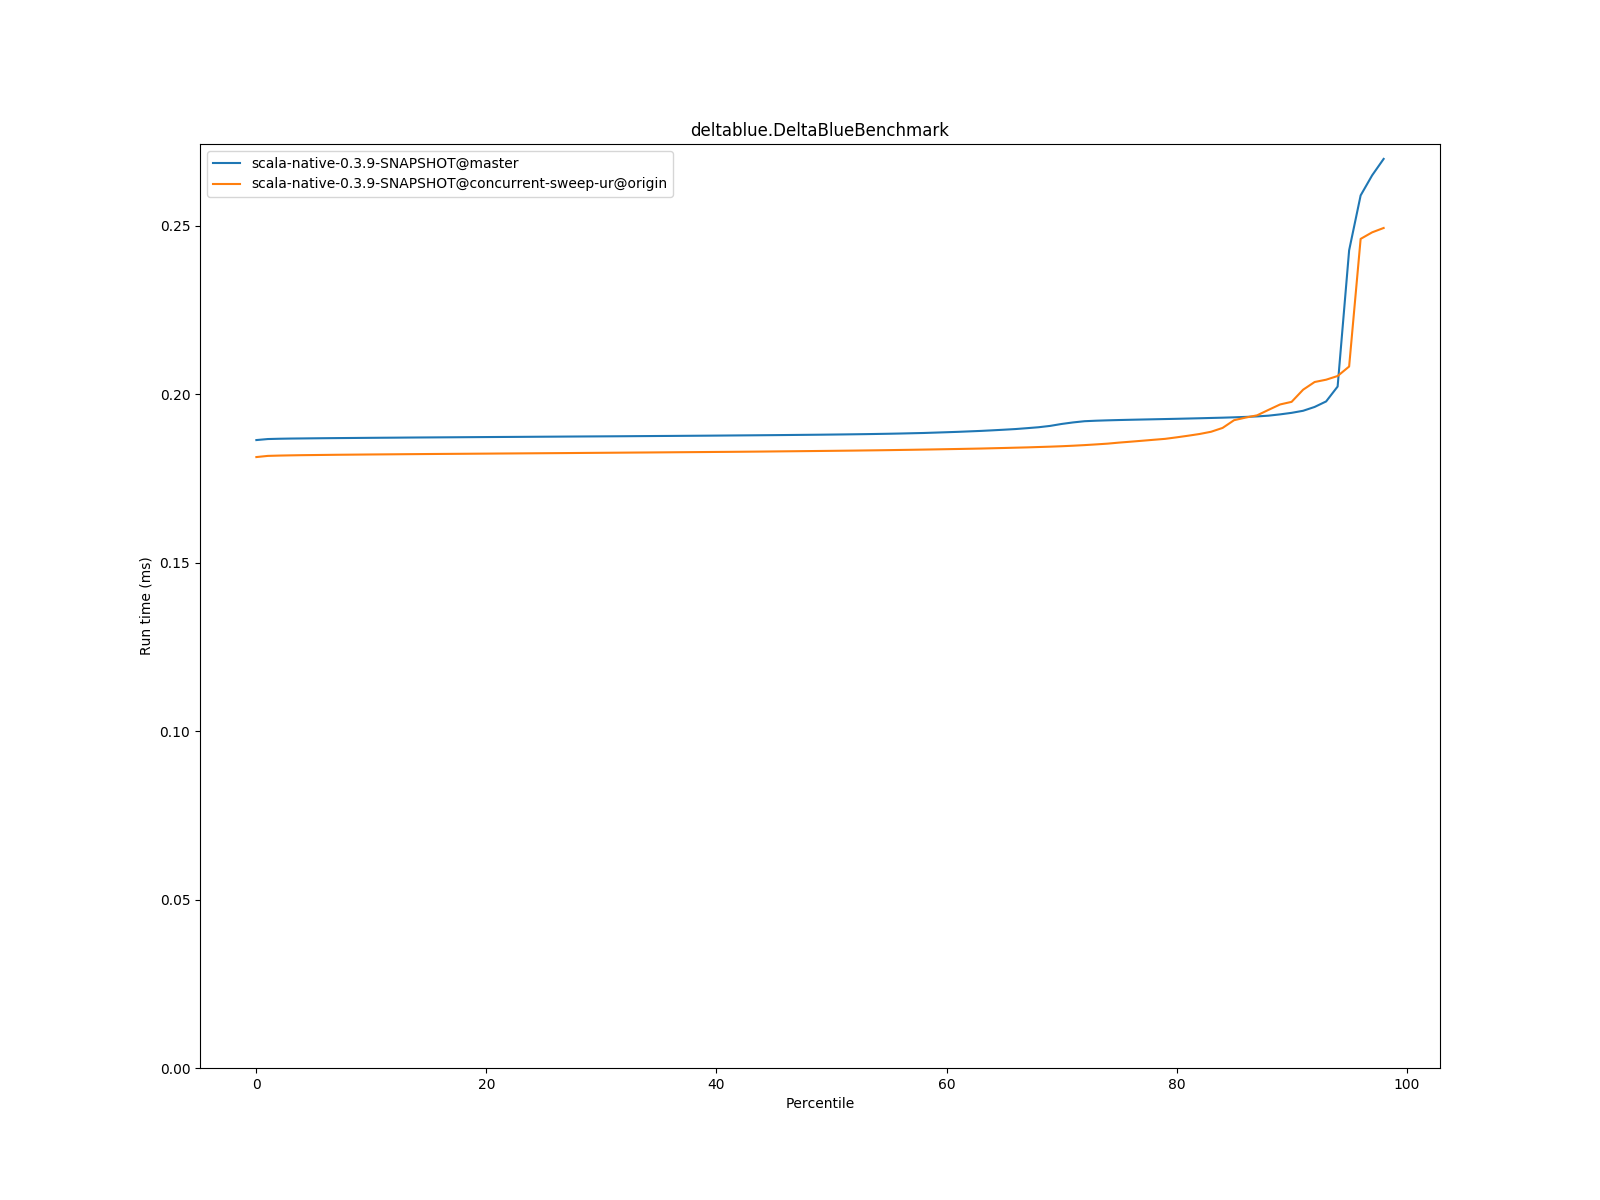 deltablue.DeltaBlueBenchmark
scala-native-0.3.9-SNAPSHOT@master
scala-native-0.3.9-SNAPSHOT@concurrent-sweep-ur@origin
0.25
0.20
0.15
0.10
0.05
0.00
Run time (ms)
0 20 40 60 80 100
Percentile